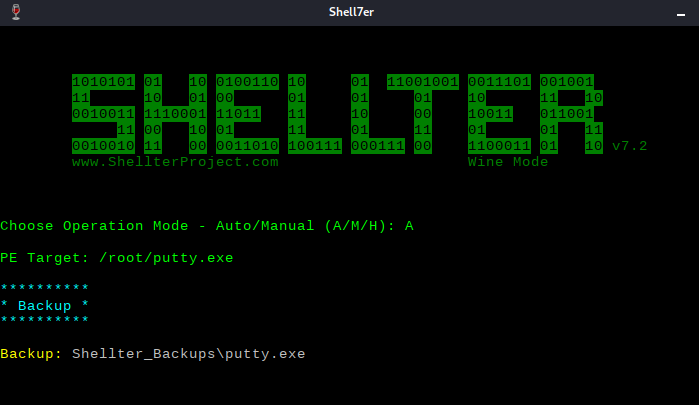 Shell7er
1010101 01 10 0100110 10 01 11001001 0011101 001001
11 10 01 00 01 01 01 10 11 10
0010011 1110001 11011 11 10 00 10011 011001
11 00 10 01 11 01 11 01 01 11
0010010 11 00 0011010 100111 000111 00 1100011 01 10 v7.2
www.ShellterProject.com Wine Mode
Choose Operation Mode - Auto/Manual (A/M/H): A
PE Target: /root/putty.exe
**********
* Backup *
**********
Backup: Shellter_Backups\putty.exe